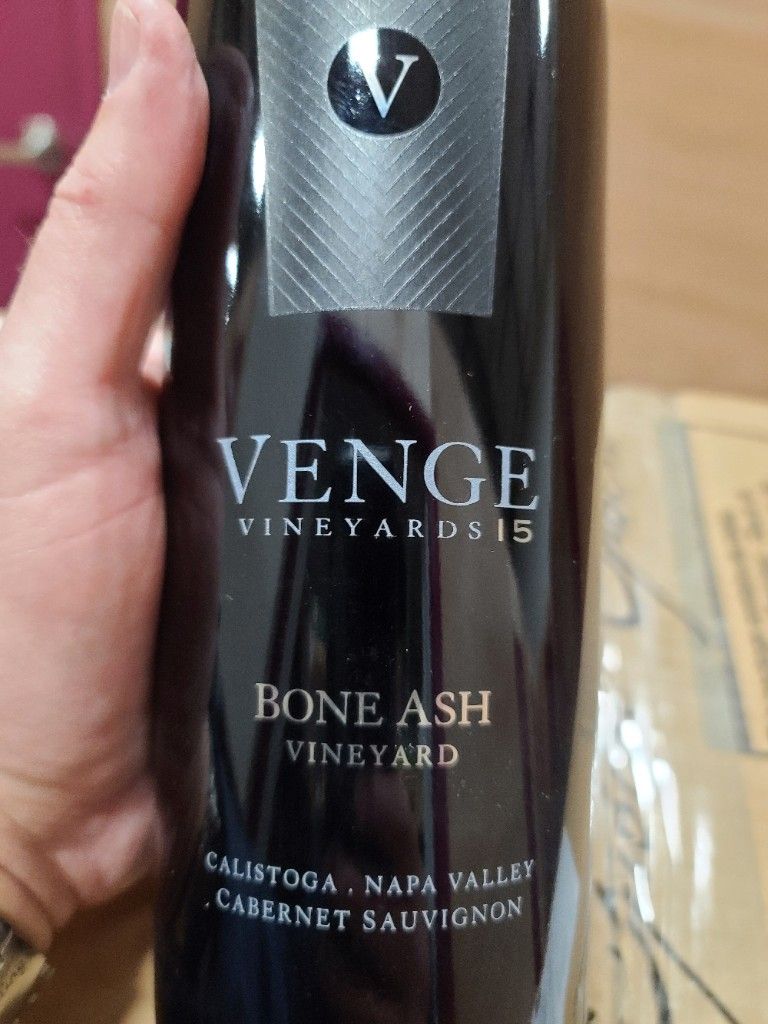 V
VENGE
VINEYARDS 15
BONE ASH
VINEYARD
CALISTOGA . NAPA VALLEY
. CABERNET SAUVIGNON